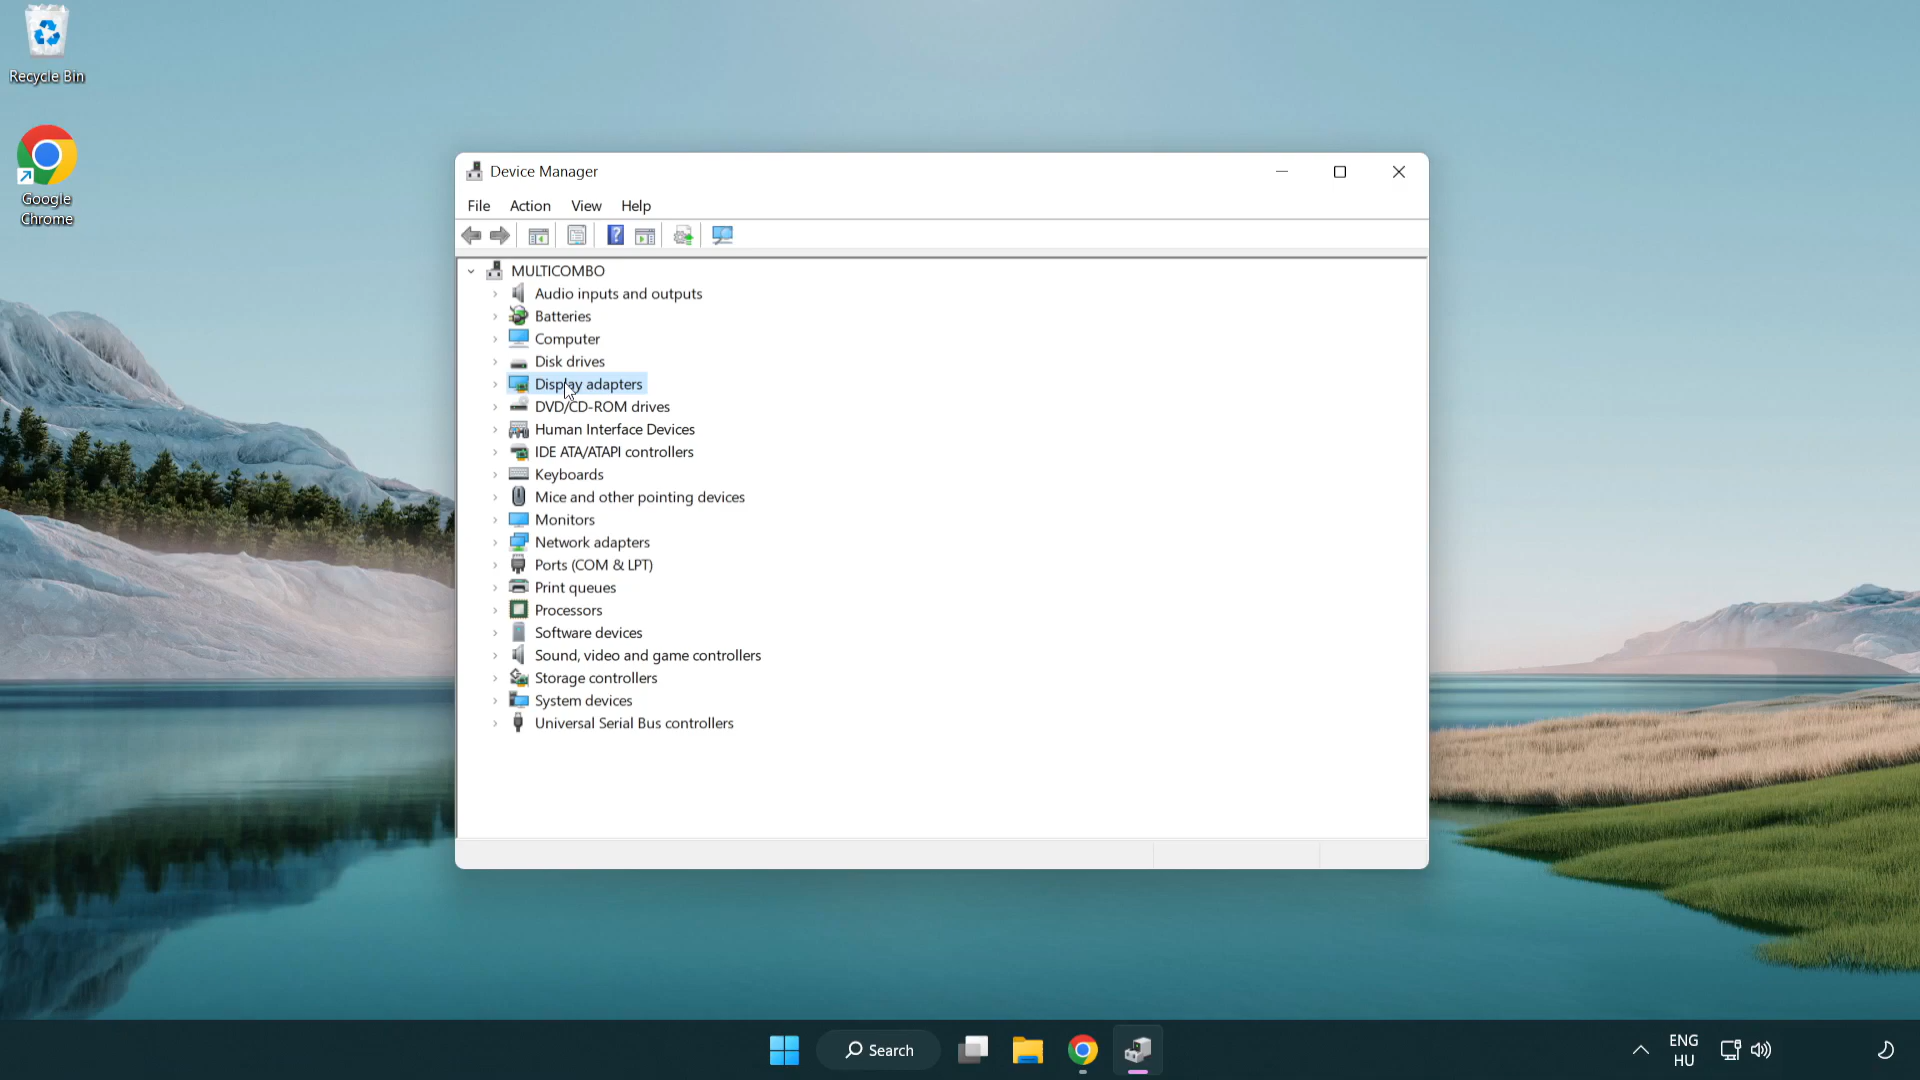 Recycle Bin
Google
Chrome
Device Manager
File Action View Help
MULTICOMBO
Audio inputs and outputs
Batteries
Computer
Disk drives
Display adapters
DVD/CD-ROM drives
Human Interface Devices
IDE ATA/ATAPI controllers
Keyboards
Mice and other pointing devices
Monitors
Network adapters
Ports (COM & LPT)
Print queues
Processors
Software devices
Sound, video and game controllers
Storage controllers
System devices
Universal Serial Bus controllers
Search
ENG
HU